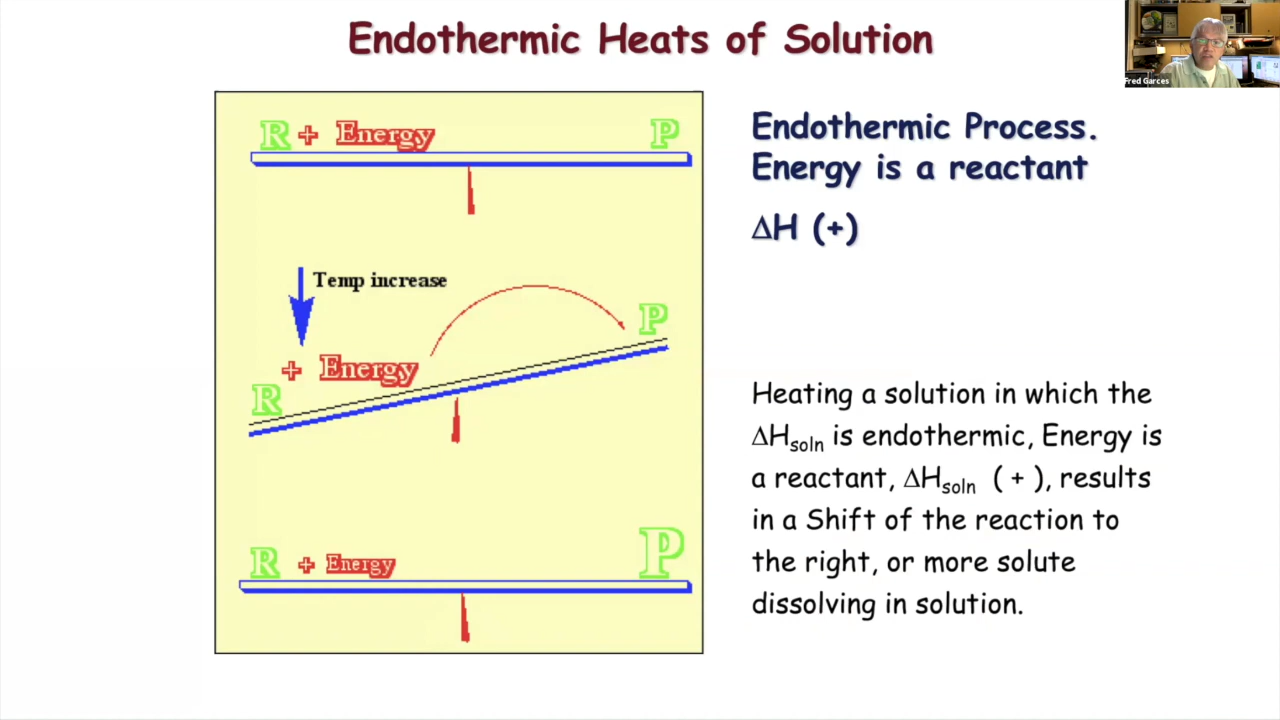 Endothermic Heats of Solution
Fred Garces
R + Energy P
Temp increase
P
+ Energy
R
R + Energy P
Endothermic Process.
Energy is a reactant
ΔH (+)
Heating a solution in which the
ΔHsoln is endothermic, Energy is
a reactant, ΔHsoln ( + ), results
in a Shift of the reaction to
the right, or more solute
dissolving in solution.